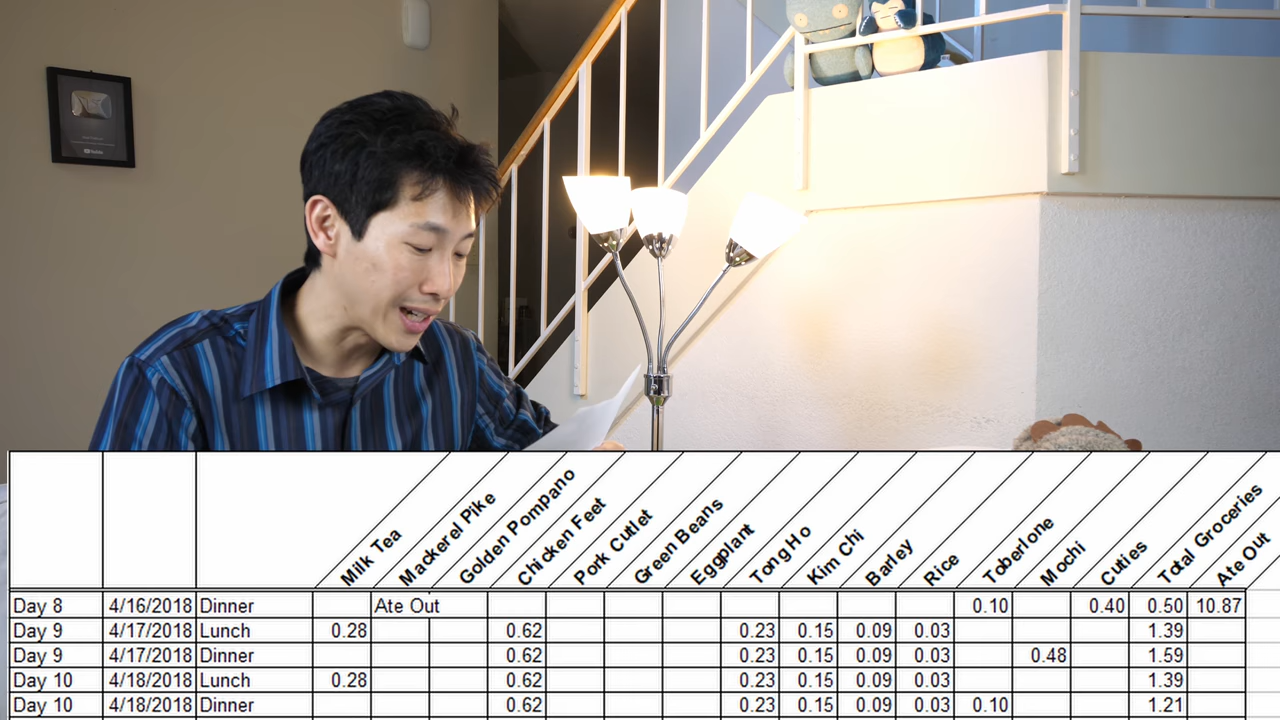 Milk Tea
Mackerel Pike
Golden Pompano
Chicken Feet
Pork Cutlet
Green Beans
Eggplant
Tong Ho
Kim Chi
Barley
Rice
Toberlone
Mochi
Cuties
Total Groceries
Ate Out
Day 8 4/16/2018 Dinner Ate Out 0.10 0.40 0.50 10.87
Day 9 4/17/2018 Lunch 0.28 0.62 0.23 0.15 0.09 0.03 1.39
Day 9 4/17/2018 Dinner 0.62 0.23 0.15 0.09 0.03 0.48 1.59
Day 10 4/18/2018 Lunch 0.28 0.62 0.23 0.15 0.09 0.03 1.39
Day 10 4/18/2018 Dinner 0.62 0.23 0.15 0.09 0.03 0.10 1.21